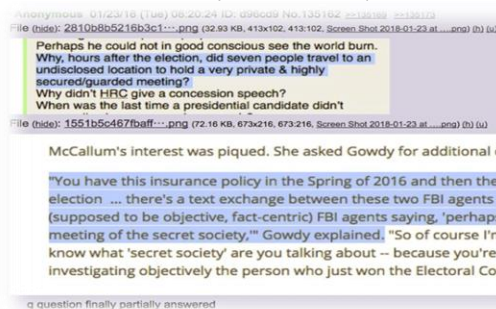 Anonymous 01/23/18 (Tue) 08:20:24 ID: d96cd9 No.135162 >>135169 >>135173
File (hide): 2810b8b5216b3c1⋯.png (32.93 KB, 413x102, 413:102, Screen Shot 2018-01-23 at ….png) (h) (u)
Perhaps he could not in good conscious see the world burn.
Why, hours after the election, did seven people travel to an
undisclosed location to hold a very private & highly
secured/guarded meeting?
Why didn't HRC give a concession speech?
When was the last time a presidential candidate didn't
File (hide): 1551b5c467fbaff⋯.png (72.16 KB, 673x216, 673:216, Screen Shot 2018-01-23 at ….png) (h) (u)
McCallum's interest was piqued. She asked Gowdy for additional
"You have this insurance policy in the Spring of 2016 and then the
election ... there's a text exchange between these two FBI agents
(supposed to be objective, fact-centric) FBI agents saying, 'perhaps
meeting of the secret society,'" Gowdy explained. "So of course I'm
know what 'secret society' are you talking about -- because you're
investigating objectively the person who just won the Electoral Co
q question finally partially answered